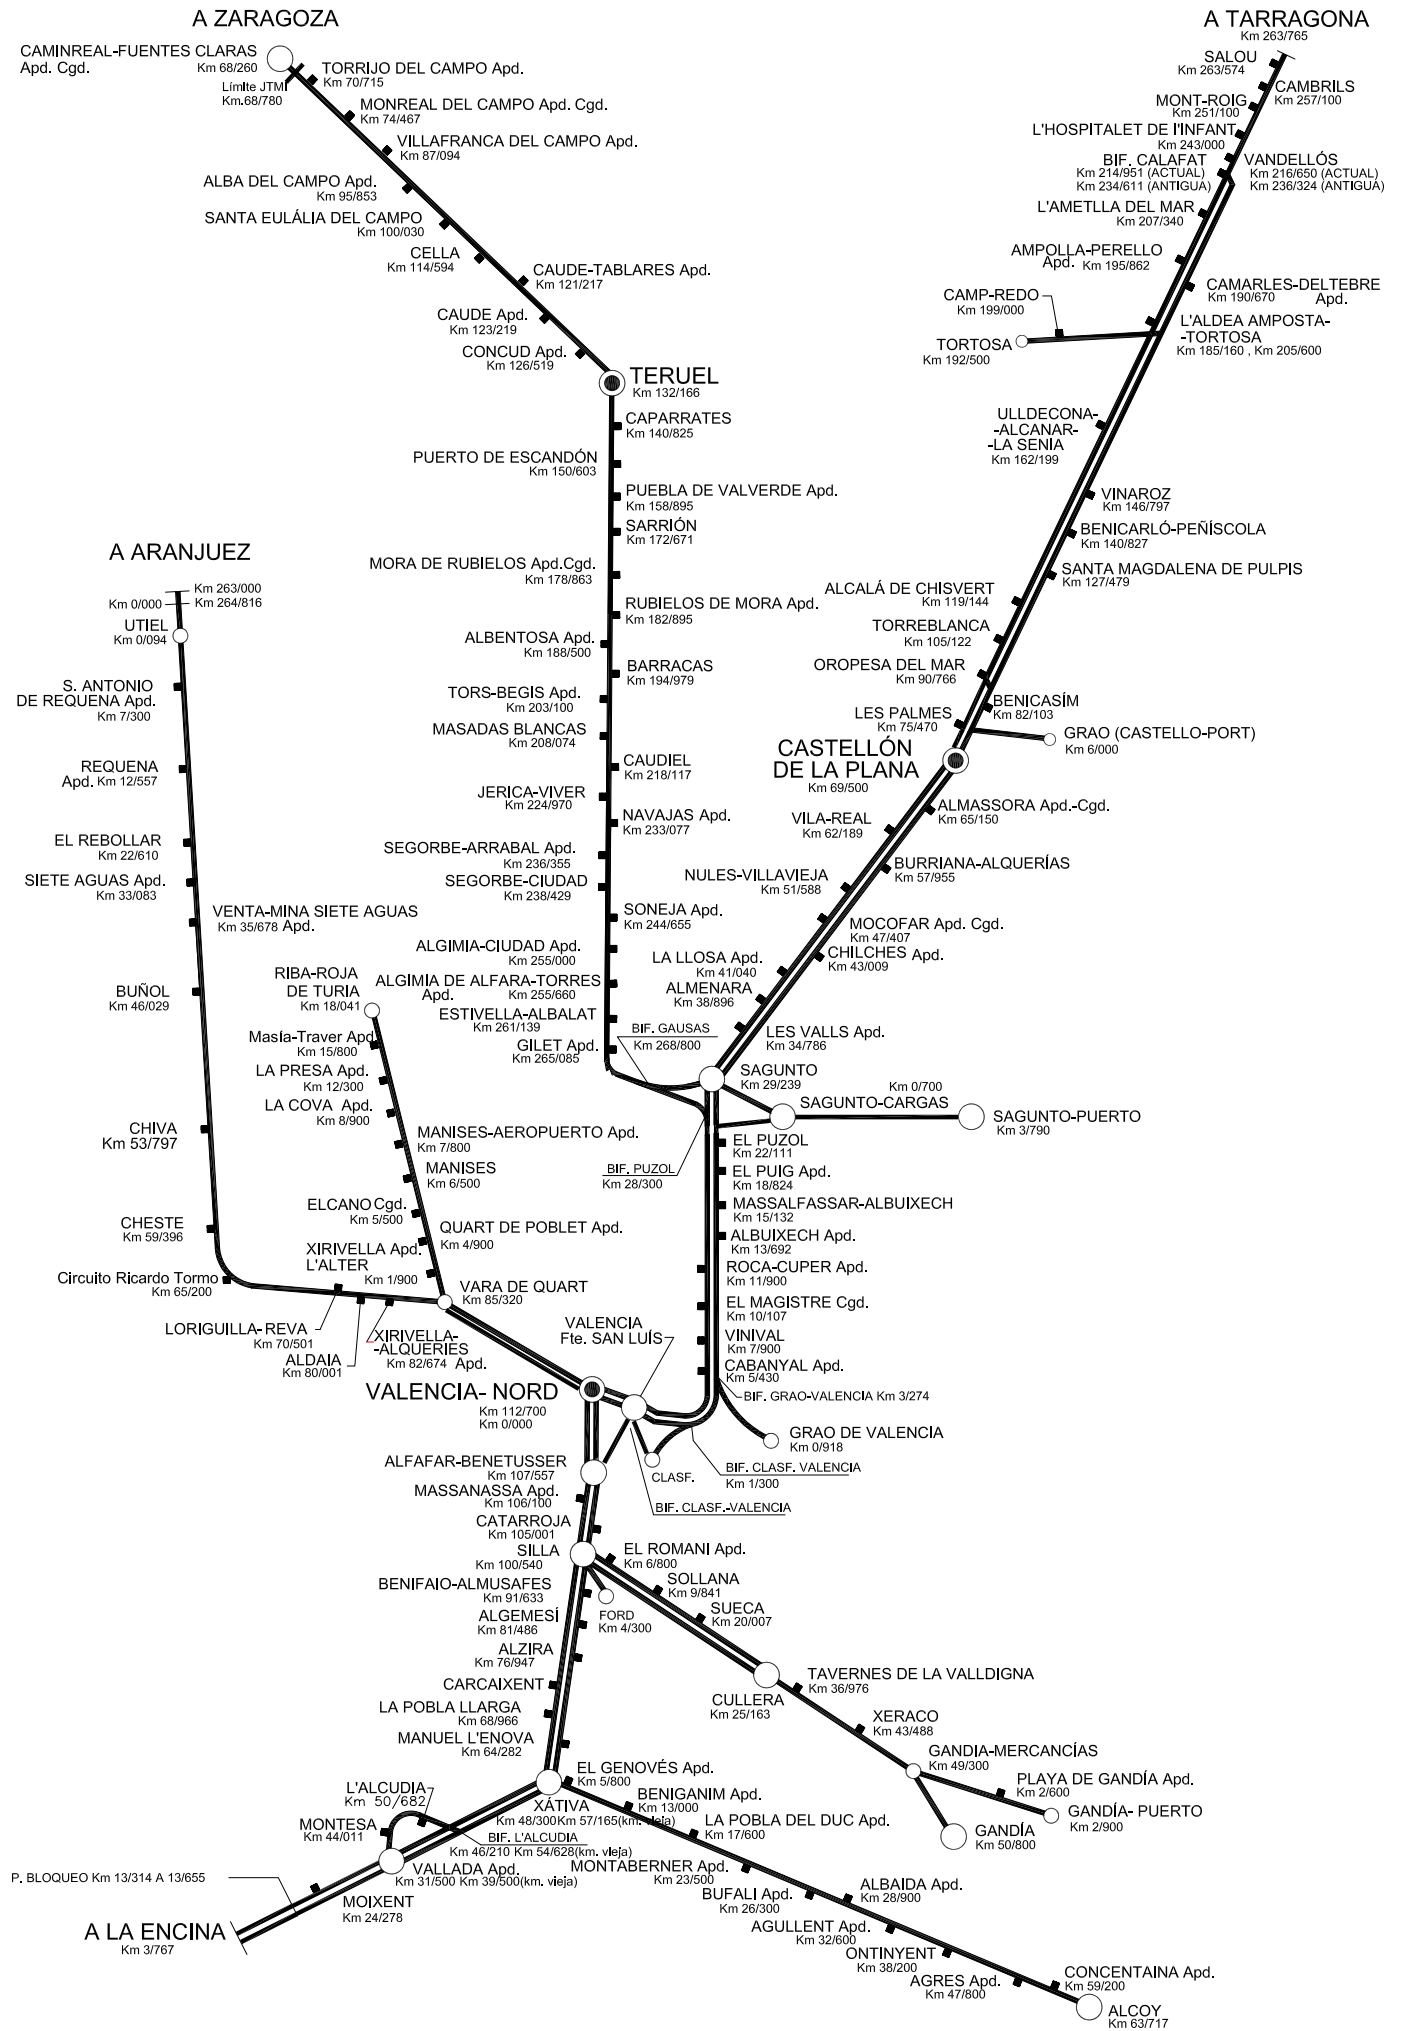 A ZARAGOZA
CAMINREAL-FUENTES CLARAS
Apd. Cgd.
Km 68/260
Límite JTMI
Km.68/780
TORRIJO DEL CAMPO Apd.
Km 70/715
MONREAL DEL CAMPO Apd. Cgd.
Km 74/467
VILLAFRANCA DEL CAMPO Apd.
Km 87/094
ALBA DEL CAMPO Apd.
Km 95/853
SANTA EULÁLIA DEL CAMPO
Km 100/030
CELLA
Km 114/594
CAUDE-TABLARES Apd.
Km 121/217
CAUDE Apd.
Km 123/219
CONCUD Apd.
Km 126/519
TERUEL
Km 132/166
CAPARRATES
Km 140/825
PUERTO DE ESCANDÓN
Km 150/603
PUEBLA DE VALVERDE Apd.
Km 158/895
SARRIÓN
Km 172/671
MORA DE RUBIELOS Apd.Cgd.
Km 178/863
RUBIELOS DE MORA Apd.
Km 182/895
ALBENTOSA Apd.
Km 188/500
BARRACAS
Km 194/979
TORS-BEGIS Apd.
Km 203/100
MASADAS BLANCAS
Km 208/074
CAUDIEL
Km 218/117
JERICA-VIVER
Km 224/970
NAVAJAS Apd.
Km 233/077
SEGORBE-ARRABAL Apd.
Km 236/355
SEGORBE-CIUDAD
Km 238/429
SONEJA Apd.
Km 244/655
ALGIMIA-CIUDAD Apd.
Km 255/000
ALGIMIA DE ALFARA-TORRES
Apd.
Km 255/660
ESTIVELLA-ALBALAT
Km 261/139
GILET Apd.
Km 265/085
BIF. GAUSAS
Km 268/800
A TARRAGONA
Km 263/765
SALOU
Km 263/574
CAMBRILS
Km 257/100
MONT-ROIG
Km 251/100
L'HOSPITALET DE l'INFANT
Km 243/000
BIF. CALAFAT
Km 214/951 (ACTUAL)
Km 234/611 (ANTIGUA)
VANDELLÓS
Km 216/650 (ACTUAL)
Km 236/324 (ANTIGUA)
L'AMETLLA DEL MAR
Km 207/340
AMPOLLA-PERELLO
Apd. Km 195/862
CAMARLES-DELTEBRE
Km 190/670
Apd.
CAMP-REDO
Km 199/000
TORTOSA
Km 192/500
L'ALDEA AMPOSTA-
-TORTOSA
Km 185/160 , Km 205/600
ULLDECONA-
-ALCANAR-
-LA SENIA
Km 162/199
VINAROZ
Km 146/797
BENICARLÓ-PEÑÍSCOLA
Km 140/827
SANTA MAGDALENA DE PULPIS
Km 127/479
ALCALÁ DE CHISVERT
Km 119/144
TORREBLANCA
Km 105/122
OROPESA DEL MAR
Km 90/766
BENICASÍM
Km 82/103
LES PALMES
Km 75/470
GRAO (CASTELLO-PORT)
Km 6/000
CASTELLÓN
DE LA PLANA
Km 69/500
ALMASSORA Apd.-Cgd.
Km 65/150
VILA-REAL
Km 62/189
BURRIANA-ALQUERÍAS
Km 57/955
NULES-VILLAVIEJA
Km 51/588
MOCOFAR Apd. Cgd.
Km 47/407
CHILCHES Apd.
Km 43/009
LA LLOSA Apd.
Km 41/040
ALMENARA
Km 38/896
LES VALLS Apd.
Km 34/786
SAGUNTO
Km 29/239
Km 0/700
SAGUNTO-CARGAS
SAGUNTO-PUERTO
Km 3/790
BIF. PUZOL
Km 28/300
EL PUZOL
Km 22/111
EL PUIG Apd.
Km 18/824
MASSALFASSAR-ALBUIXECH
Km 15/132
ALBUIXECH Apd.
Km 13/692
ROCA-CUPER Apd.
Km 11/900
EL MAGISTRE Cgd.
Km 10/107
VINIVAL
Km 7/900
CABANYAL Apd.
Km 5/430
BIF. GRAO-VALENCIA Km 3/274
GRAO DE VALENCIA
Km 0/918
A ARANJUEZ
Km 263/000
Km 0/000
Km 264/816
UTIEL
Km 0/094
S. ANTONIO
DE REQUENA Apd.
Km 7/300
REQUENA
Apd. Km 12/557
EL REBOLLAR
Km 22/610
SIETE AGUAS Apd.
Km 33/083
VENTA-MINA SIETE AGUAS
Km 35/678 Apd.
BUÑOL
Km 46/029
CHIVA
Km 53/797
CHESTE
Km 59/396
Circuito Ricardo Tormo
Km 65/200
LORIGUILLA-REVA
Km 70/501
ALDAIA
Km 80/001
XIRIVELLA-
-ALQUERIES
Km 82/674 Apd.
RIBA-ROJA
DE TURIA
Km 18/041
Masía-Traver Apd.
Km 15/800
LA PRESA Apd.
Km 12/300
LA COVA Apd.
Km 8/900
MANISES-AEROPUERTO Apd.
Km 7/800
MANISES
Km 6/500
ELCANO Cgd.
Km 5/500
QUART DE POBLET Apd.
Km 4/900
XIRIVELLA Apd.
L'ALTER
Km 1/900
VARA DE QUART
Km 85/320
VALENCIA
Fte. SAN LUÍS
VALENCIA- NORD
Km 112/700
Km 0/000
CLASF.
BIF. CLASF. VALENCIA
Km 1/300
BIF. CLASF.-VALENCIA
ALFAFAR-BENETUSSER
Km 107/557
MASSANASSA Apd.
Km 106/100
CATARROJA
Km 105/001
SILLA
Km 100/540
EL ROMANI Apd.
Km 6/800
SOLLANA
Km 9/841
SUECA
Km 20/007
FORD
Km 4/300
BENIFAIO-ALMUSAFES
Km 91/633
ALGEMESÍ
Km 81/486
ALZIRA
Km 76/947
CARCAIXENT
LA POBLA LLARGA
Km 68/966
MANUEL L'ENOVA
Km 64/282
CULLERA
Km 25/163
TAVERNES DE LA VALLDIGNA
Km 36/976
XERACO
Km 43/488
GANDIA-MERCANCÍAS
Km 49/300
PLAYA DE GANDÍA Apd.
Km 2/600
GANDÍA- PUERTO
Km 2/900
GANDÍA
Km 50/800
EL GENOVÉS Apd.
Km 5/800
XÁTIVA
Km 48/300Km 57/165(km. vieja)
BENIGANIM Apd.
Km 13/000
LA POBLA DEL DUC Apd.
Km 17/600
MONTABERNER Apd.
Km 23/500
BUFALI Apd.
Km 26/300
ALBAIDA Apd.
Km 28/900
AGULLENT Apd.
Km 32/600
ONTINYENT
Km 38/200
AGRES Apd.
Km 47/800
CONCENTAINA Apd.
Km 59/200
ALCOY
Km 63/717
L'ALCUDIA
Km 50/682
MONTESA
Km 44/011
BIF. L'ALCUDIA
Km 46/210 Km 54/628(km. vieja)
VALLADA Apd.
Km 31/500 Km 39/500(km. vieja)
MOIXENT
Km 24/278
P. BLOQUEO Km 13/314 A 13/655
A LA ENCINA
Km 3/767